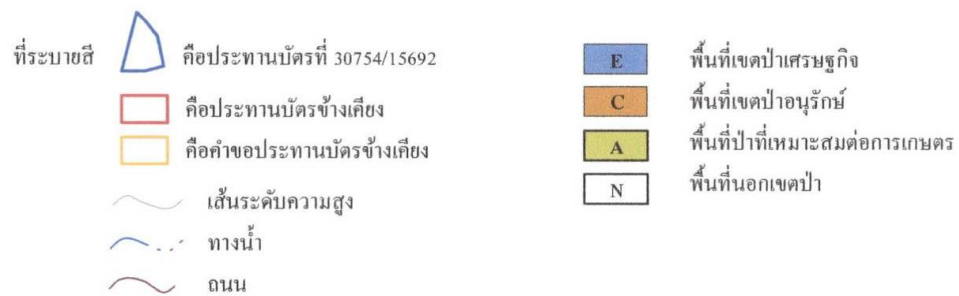 ที่ระบายสี คือประทานบัตรที่ 30754/15692
คือประทานบัตรข้างเคียง
คือคำขอประทานบัตรข้างเคียง
เส้นระดับความสูง
ทางน้ำ
ถนน
E พื้นที่เขตป่าเศรษฐกิจ
C พื้นที่เขตป่าอนุรักษ์
A พื้นที่ป่าที่เหมาะสมต่อการเกษตร
N พื้นที่นอกเขตป่า